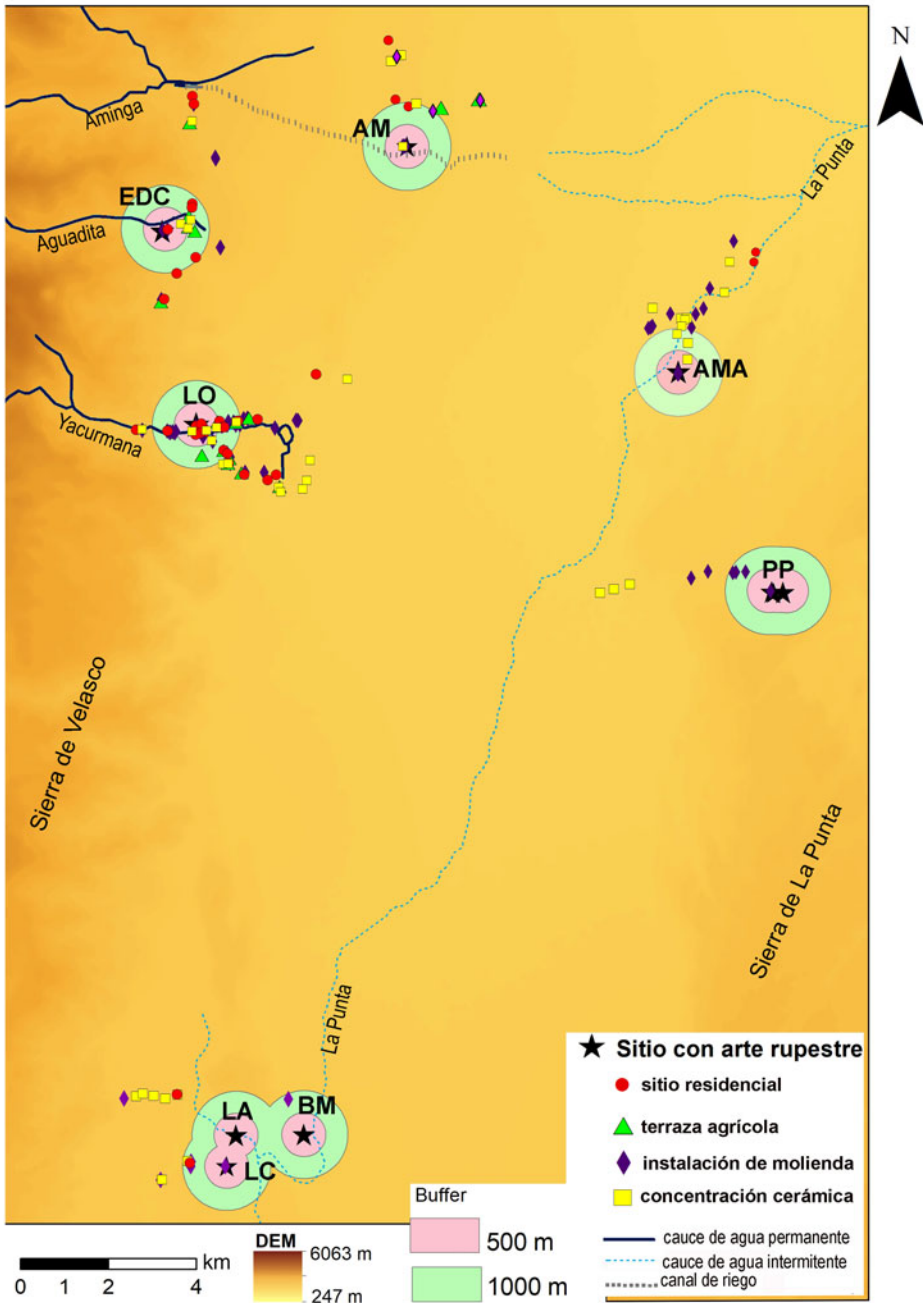 N
Aminga
AM
La Punta
EDC
Aguadita
AMA
LO
Yacurmana
PP
Sierra de Velasco
Sierra de La Punta
La Punta
LA
BM
LC
Sitio con arte rupestre
sitio residencial
terraza agrícola
instalación de molienda
concentración cerámica
cauce de agua permanente
cauce de agua intermitente
canal de riego
Buffer
500 m
1000 m
DEM
6063 m
247 m
km
0 1 2 4